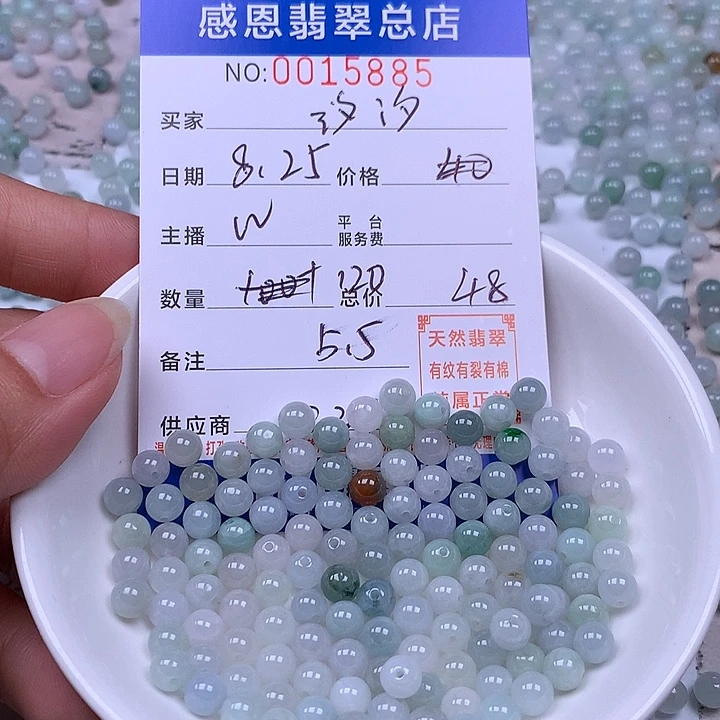 感恩翡翠总店
NO:0015885
买家 汐汐
日期 8.25 价格
主播 W 平台服务费
数量 120 总价 48
备注 5.5
供应商
天然翡翠
有纹有裂有棉